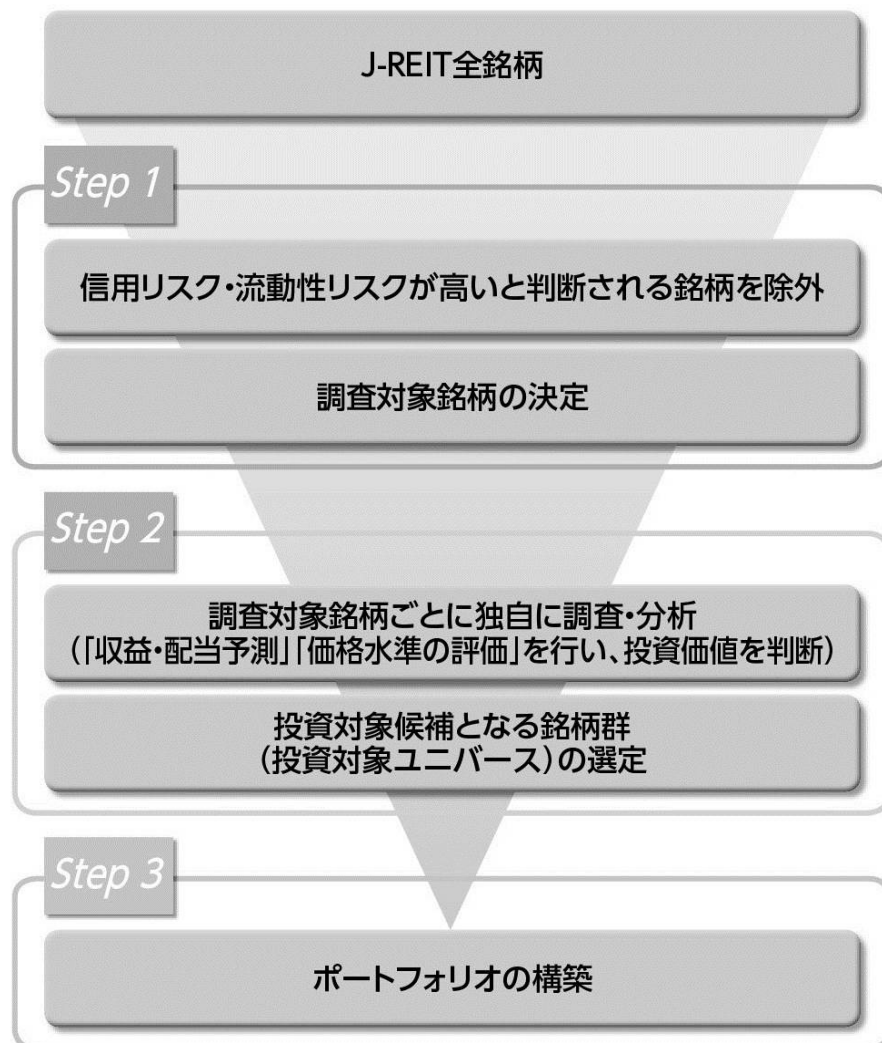 J-REIT全銘柄
Step 1
信用リスク・流動性リスクが高いと判断される銘柄を除外
調査対象銘柄の決定
Step 2
調査対象銘柄ごとに独自に調査・分析
(「収益・配当予測」「価格水準の評価」を行い、投資価値を判断)
投資対象候補となる銘柄群
(投資対象ユニバース)の選定
Step 3
ポートフォリオの構築